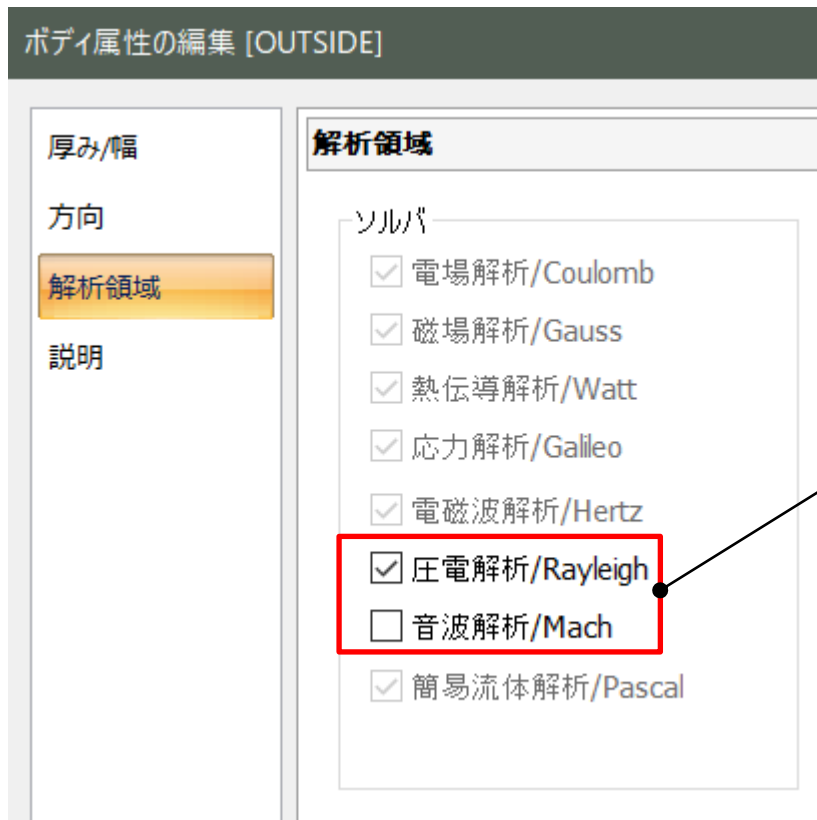 ボディ属性の編集 [OUTSIDE]
厚み/幅
方向
解析領域
説明
解析領域
ソルバ
電場解析/Coulomb
磁場解析/Gauss
熱伝導解析/Watt
応力解析/Galileo
電磁波解析/Hertz
圧電解析/Rayleigh
音波解析/Mach
簡易流体解析/Pascal